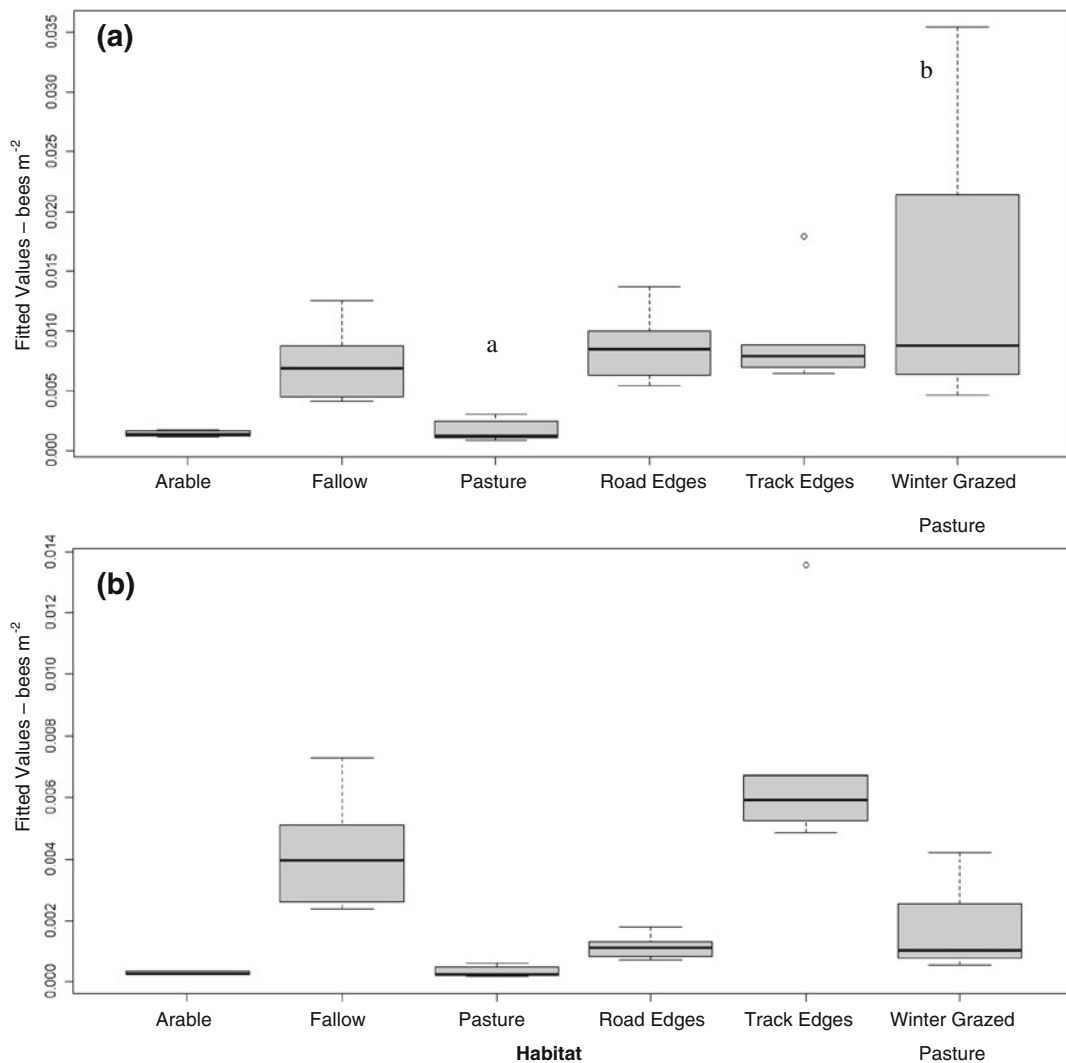 (a)
Fitted Values – bees m⁻²
0.035
0.030
0.025
0.020
0.015
0.010
0.005
0.000
a
b
Arable Fallow Pasture Road Edges Track Edges Winter Grazed
Pasture
(b)
Fitted Values – bees m⁻²
0.014
0.012
0.010
0.008
0.006
0.004
0.002
0.000
Arable Fallow Pasture Road Edges Track Edges Winter Grazed
Habitat Pasture